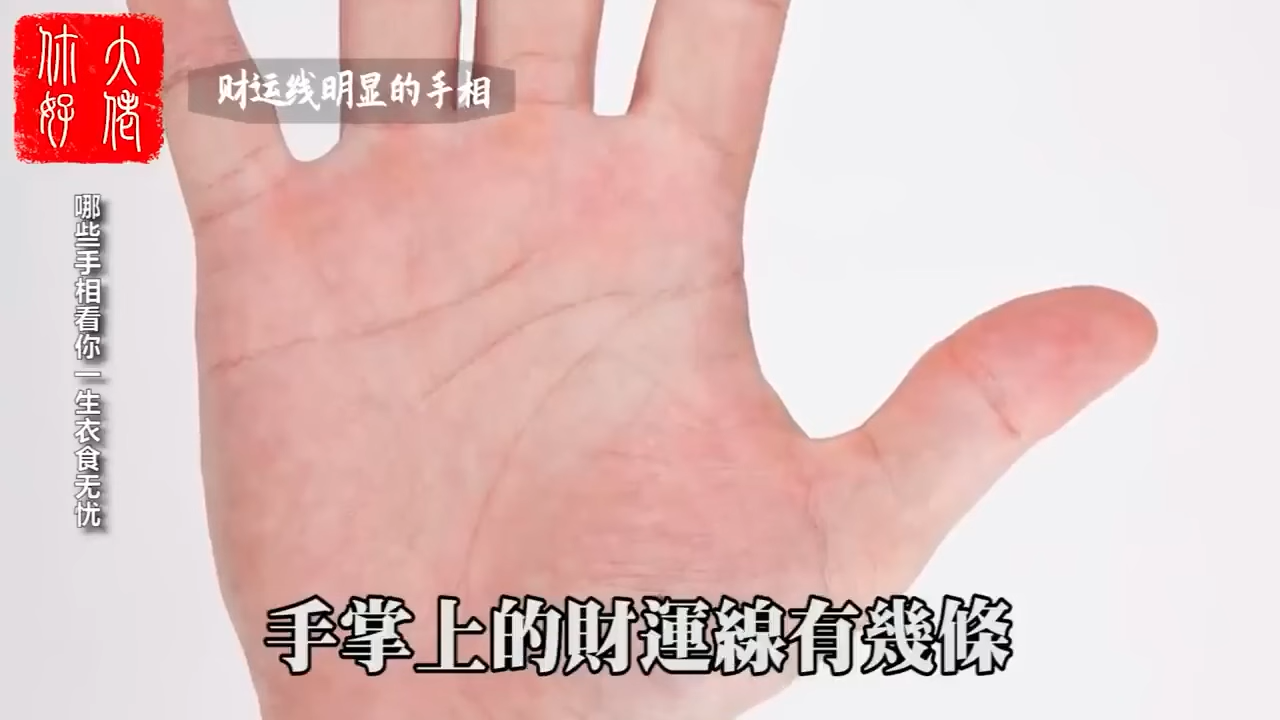 大佬
你好
财运线明显的手相
哪些手相看你一生衣食无忧
手掌上的財運線有幾條